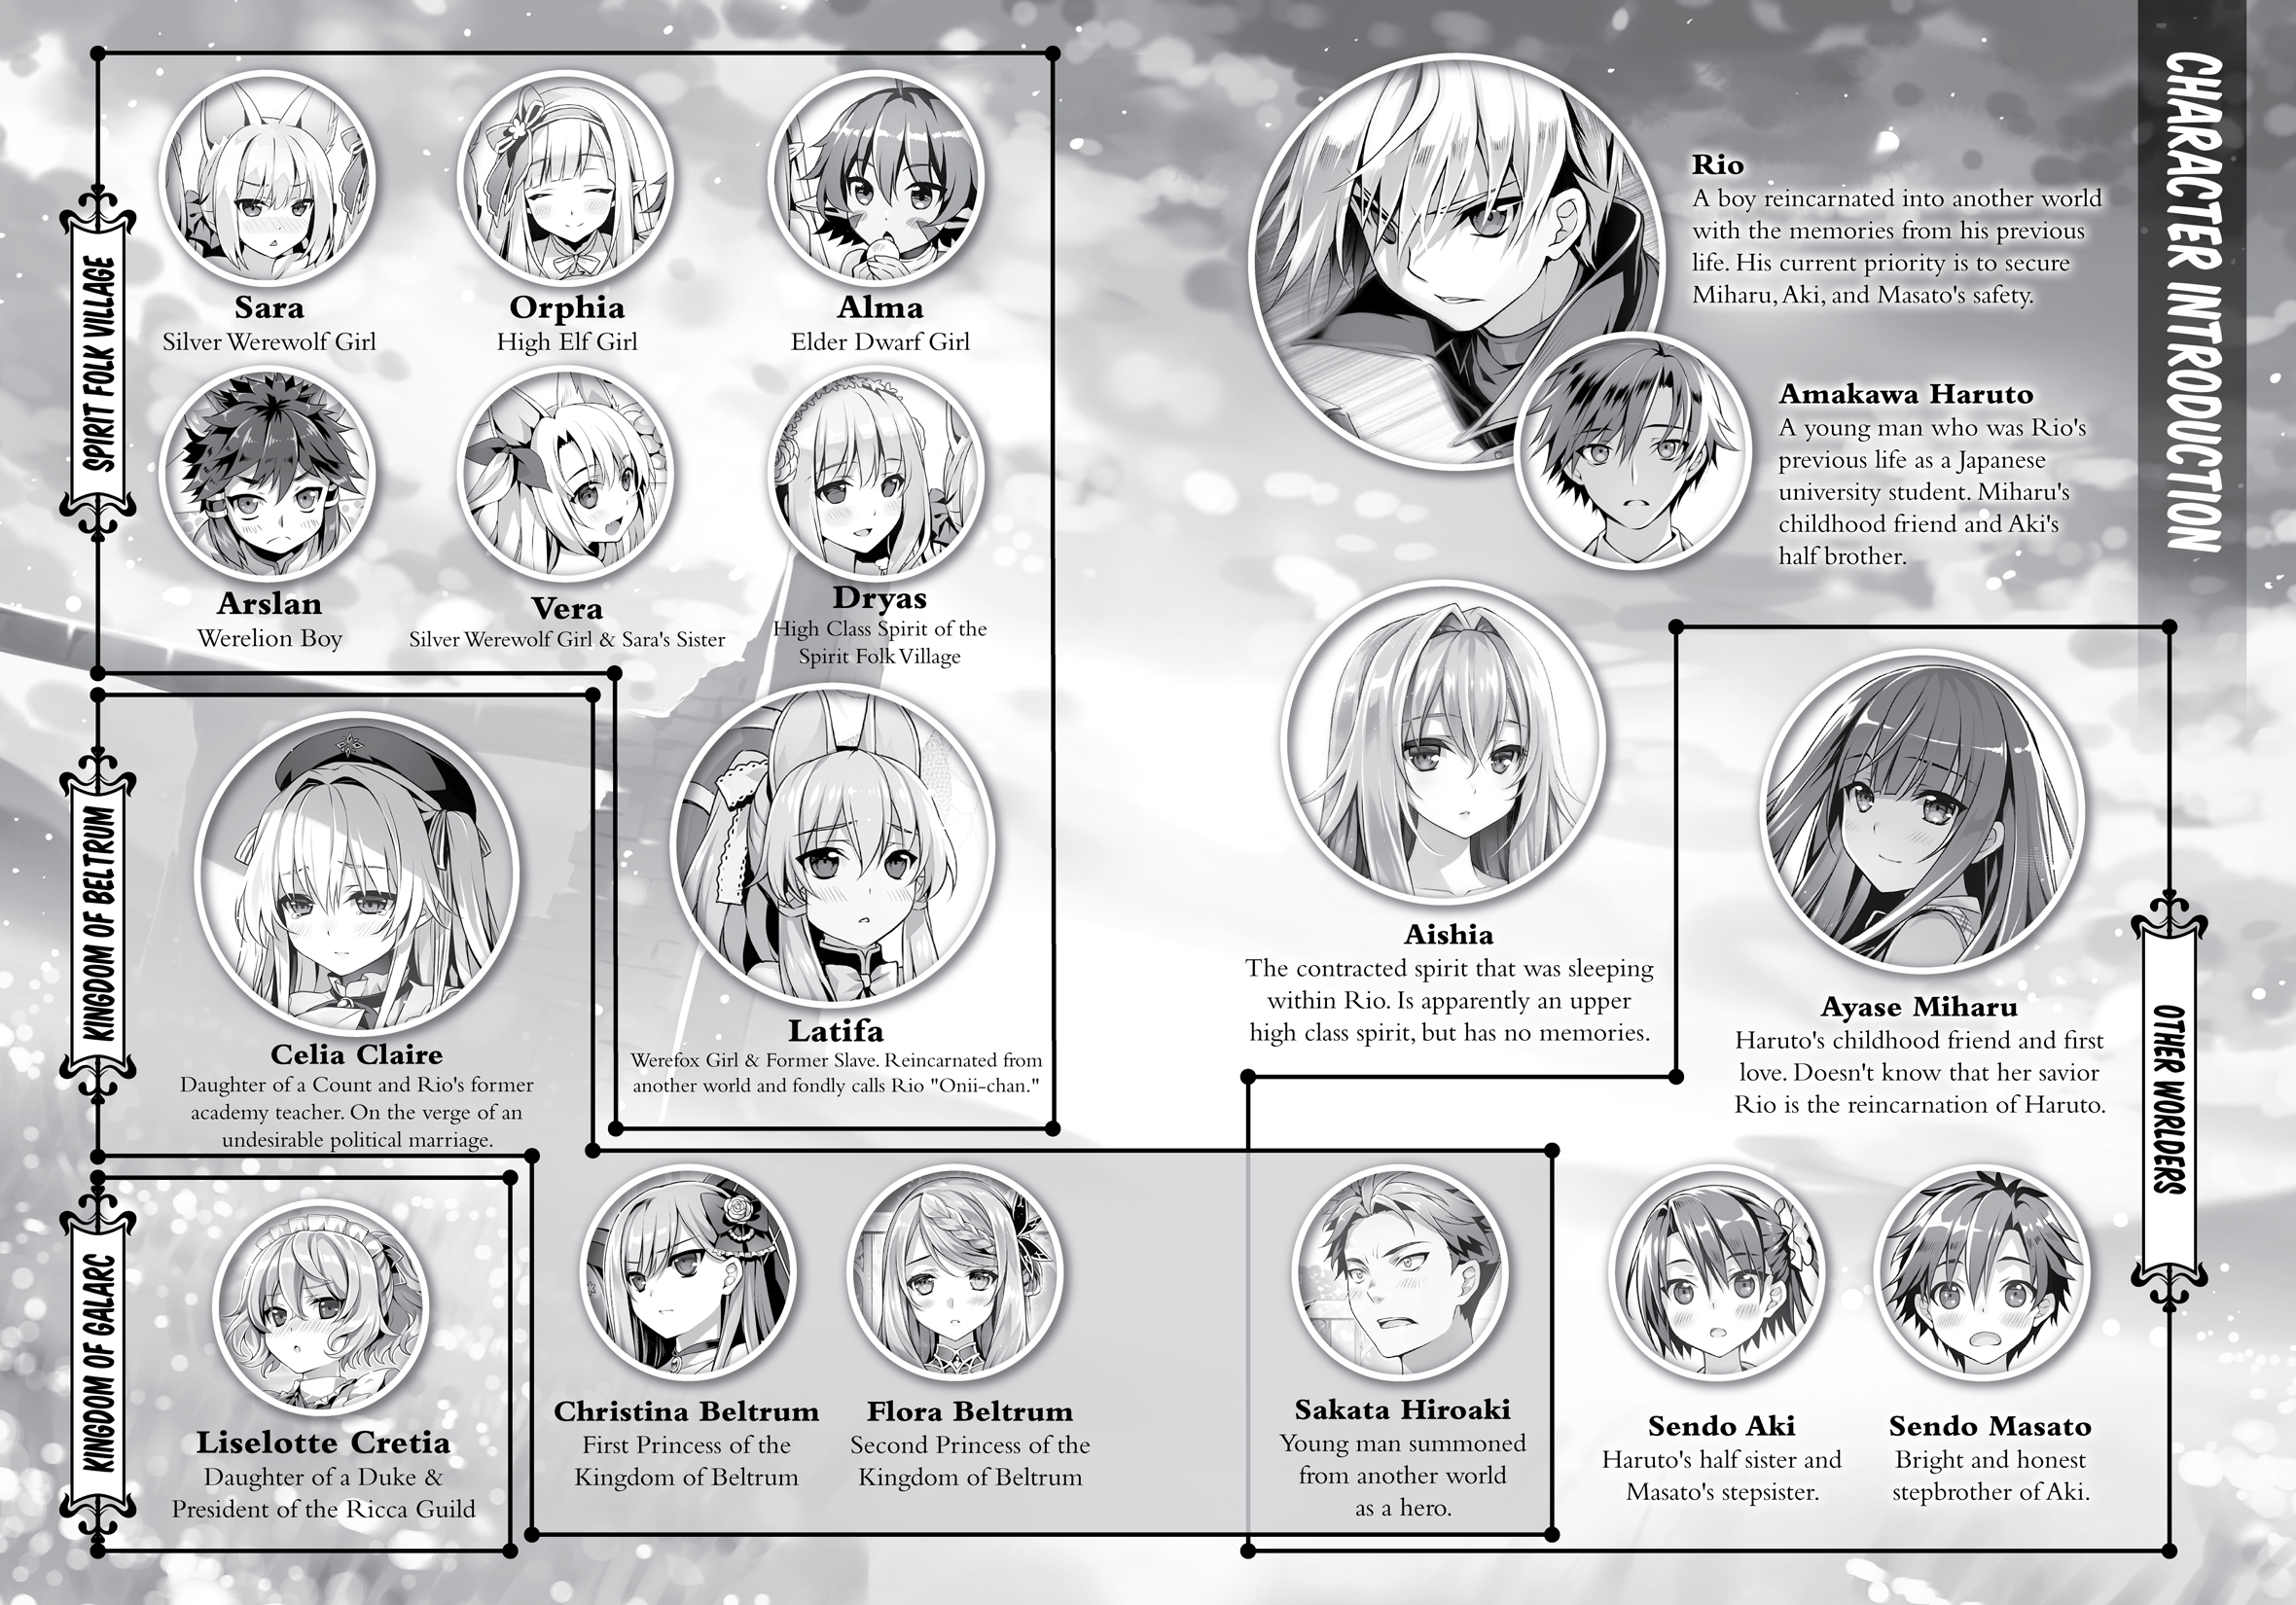 CHARACTER INTRODUCTION
Rio
A boy reincarnated into another world
with the memories from his previous
life. His current priority is to secure
Miharu, Aki, and Masato's safety.
Amakawa Haruto
A young man who was Rio's
previous life as a Japanese
university student. Miharu's
childhood friend and Aki's
half brother.
Aishia
The contracted spirit that was sleeping
within Rio. Is apparently an upper
high class spirit, but has no memories.
OTHER WORLDERS
Ayase Miharu
Haruto's childhood friend and first
love. Doesn't know that her savior
Rio is the reincarnation of Haruto.
Sakata Hiroaki
Young man summoned
from another world
as a hero.
Sendo Aki
Haruto's half sister and
Masato's stepsister.
Sendo Masato
Bright and honest
stepbrother of Aki.
SPIRIT FOLK VILLAGE
Sara
Silver Werewolf Girl
Orphia
High Elf Girl
Alma
Elder Dwarf Girl
Arslan
Werelion Boy
Vera
Silver Werewolf Girl & Sara's Sister
Dryas
High Class Spirit of the
Spirit Folk Village
Latifa
Werefox Girl & Former Slave. Reincarnated from
another world and fondly calls Rio "Onii-chan."
KINGDOM OF BELTRUM
Celia Claire
Daughter of a Count and Rio's former
academy teacher. On the verge of an
undesirable political marriage.
Christina Beltrum
First Princess of the
Kingdom of Beltrum
Flora Beltrum
Second Princess of the
Kingdom of Beltrum
KINGDOM OF GALARC
Liselotte Cretia
Daughter of a Duke &
President of the Ricca Guild